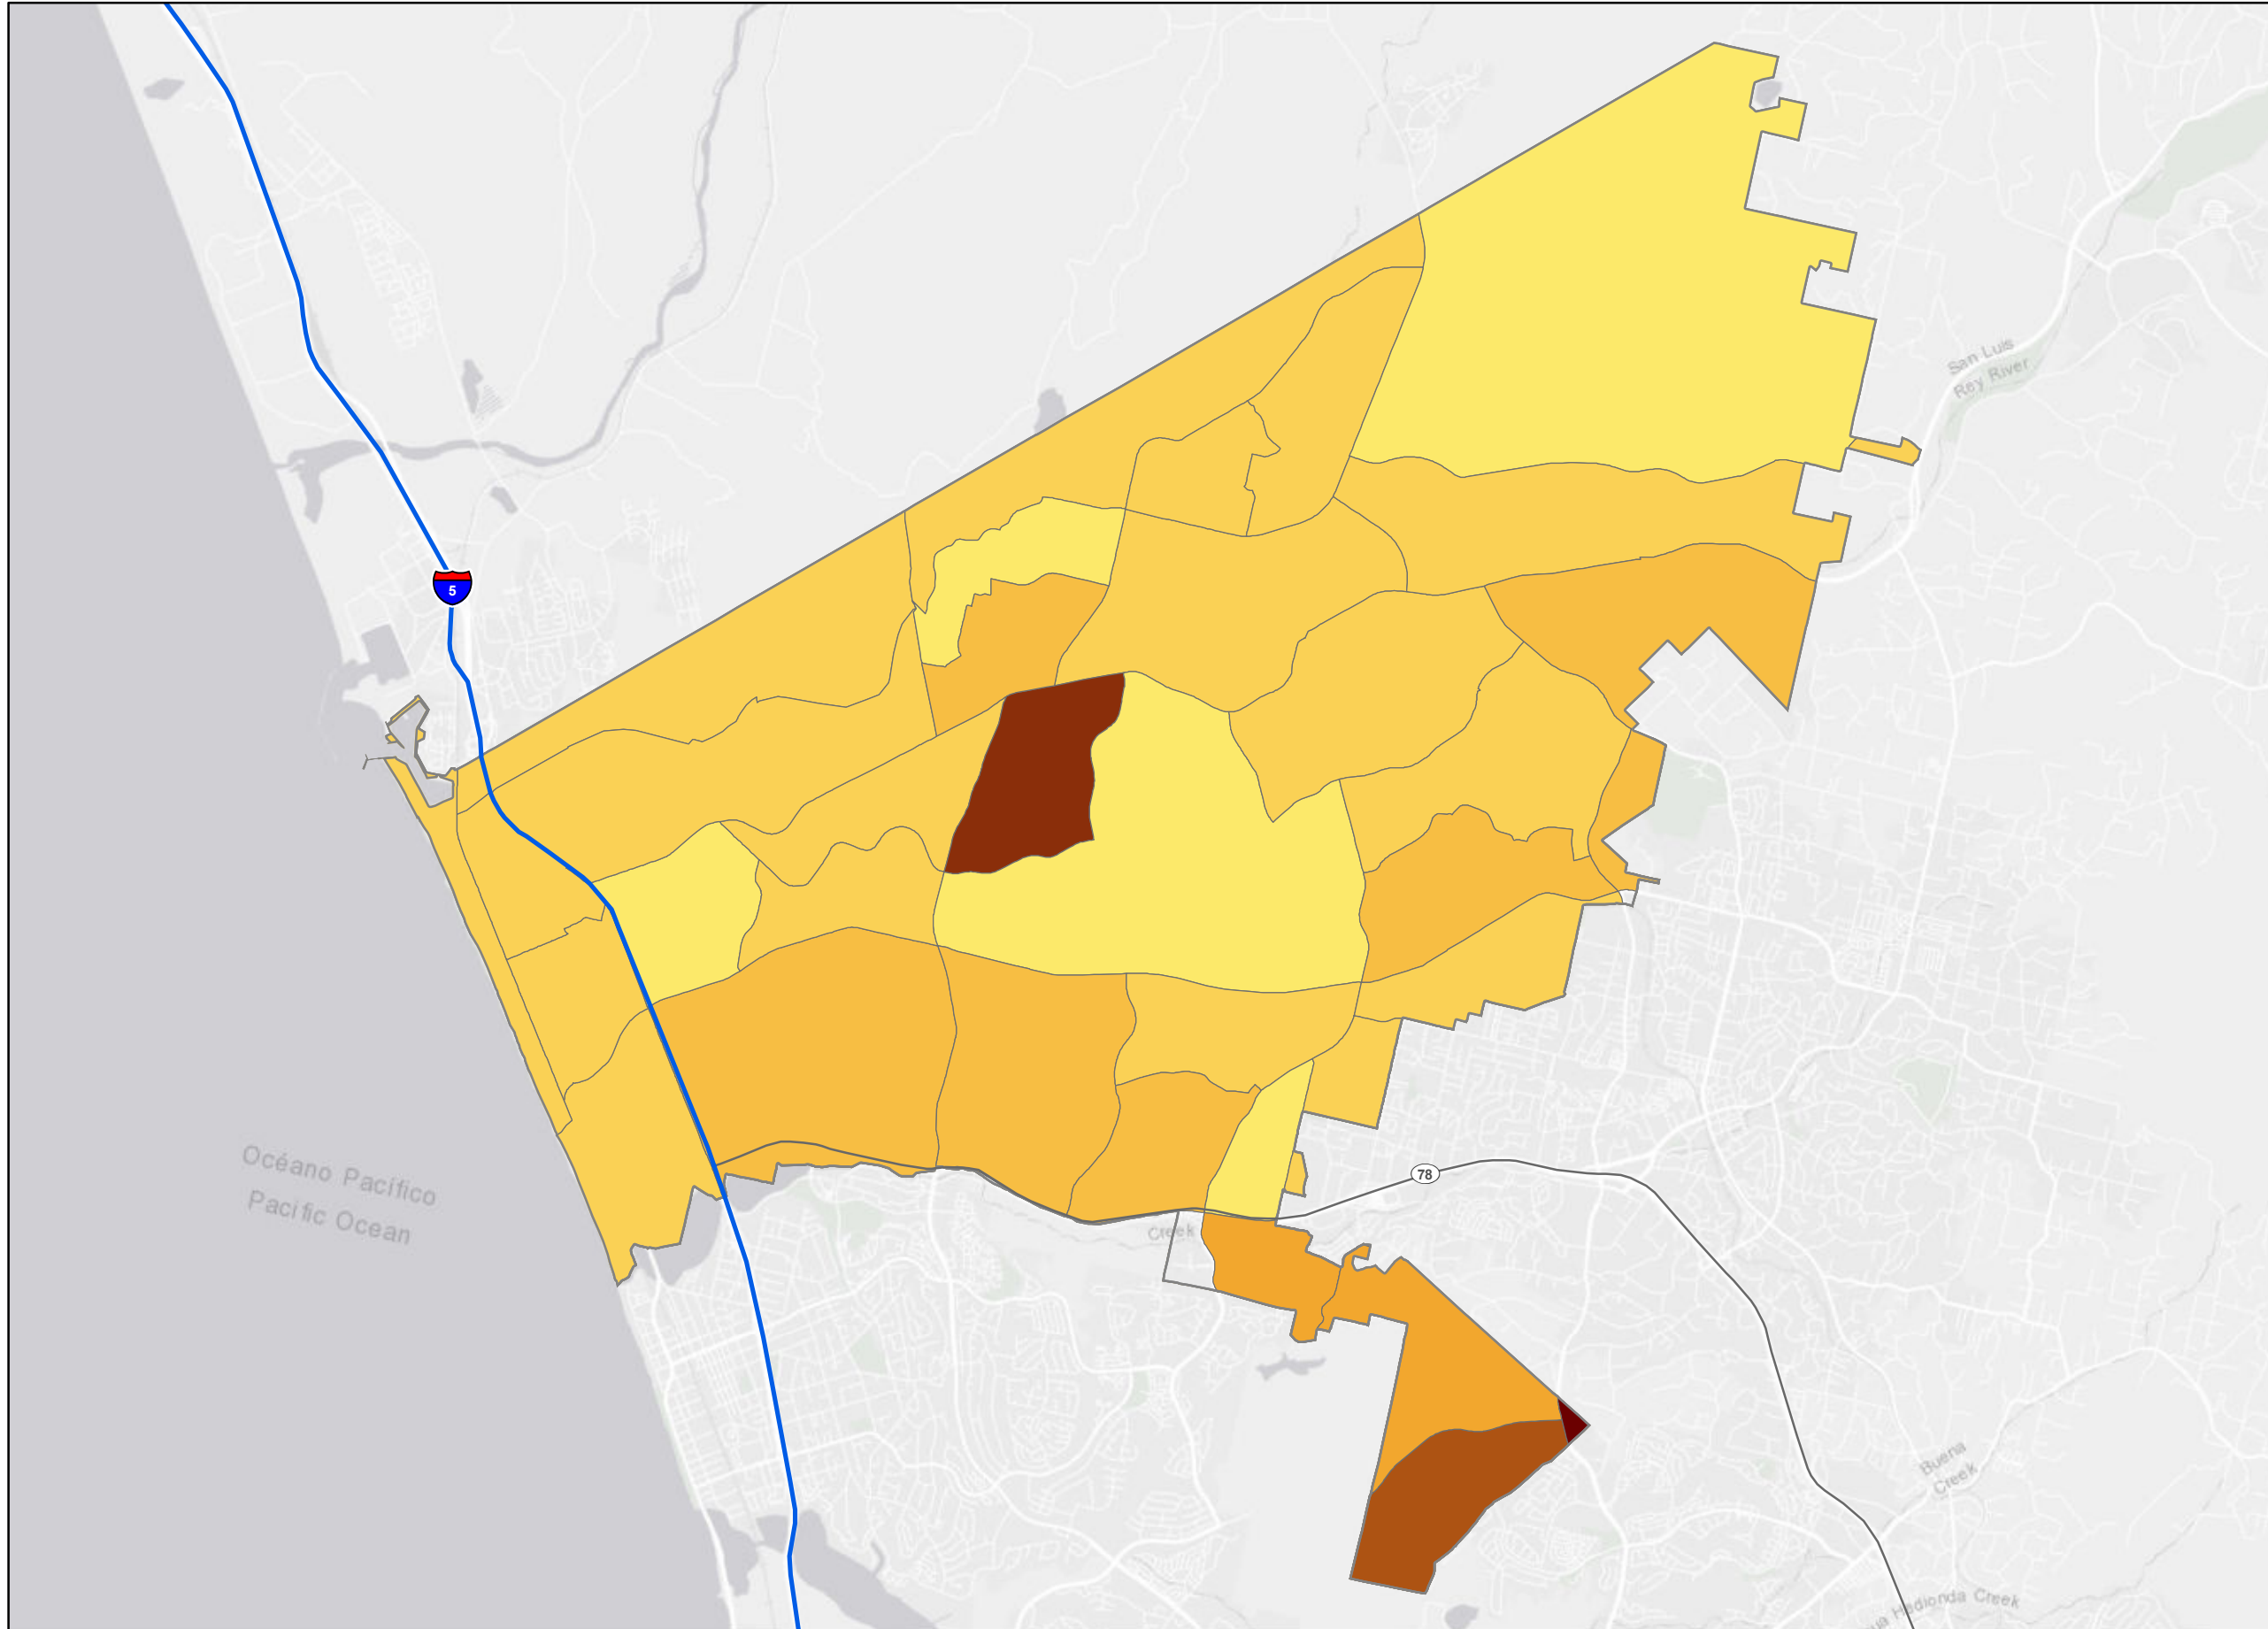 San Luis
Rey River
5
Océano Pacífico
Pacific Ocean
78
Creek
Buena
Creek
Hedionda Creek